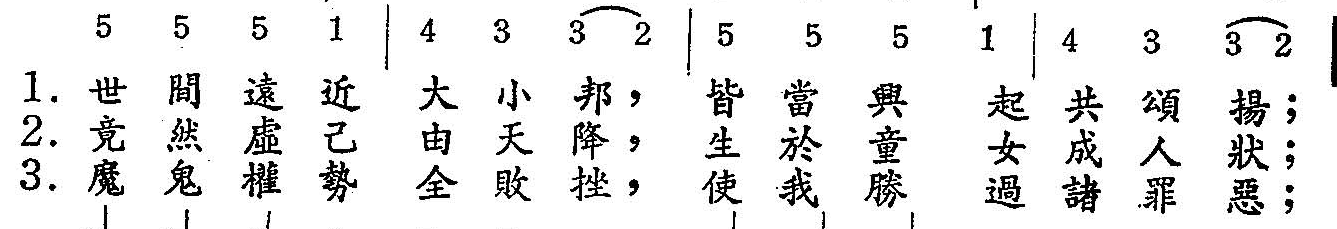 5 5 5 1 | 4 3 3 2 | 5 5 5 1 | 4 3 3 2
1. 世間遠近大小邦，皆當興起共頌揚；
2. 竟然虛己由天降，生於童女成人狀；
3. 魔鬼權勢全敗挫，使我勝過諸罪惡；